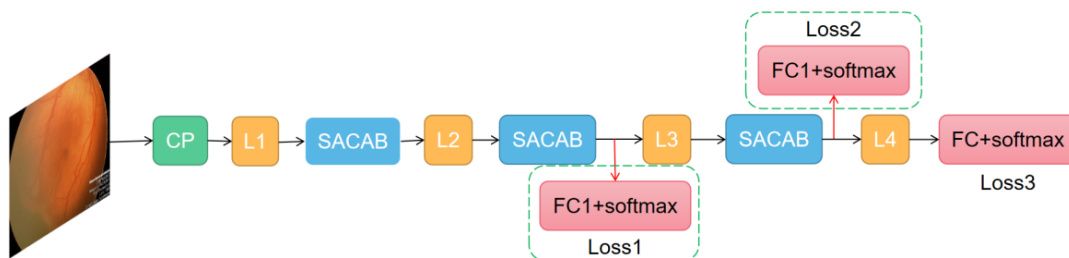 Loss2
FC1+softmax
CP
L1
SACAB
L2
SACAB
L3
SACAB
L4
FC+softmax
Loss3
FC1+softmax
Loss1